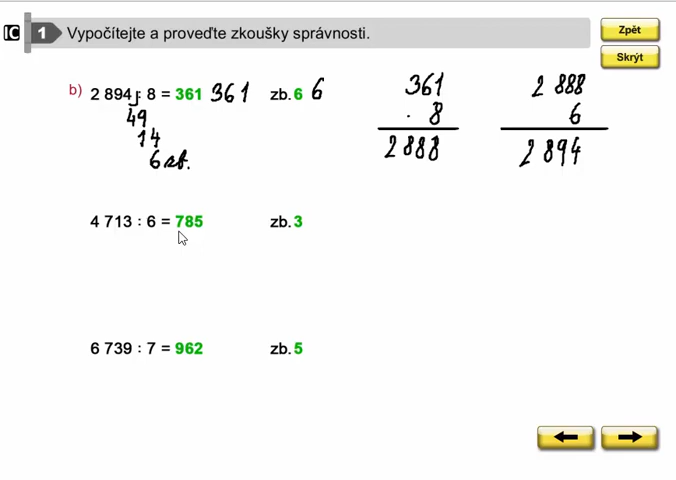 IC 1 Vypočítejte a proveďte zkoušky správnosti.
Zpět
Skrýt
b) 2 894 : 8 = 361 361 zb. 6 6
49
14
6 zb.
361
· 8
2888
2 888
6
2 894
4 713 : 6 = 785 zb. 3
6 739 : 7 = 962 zb. 5